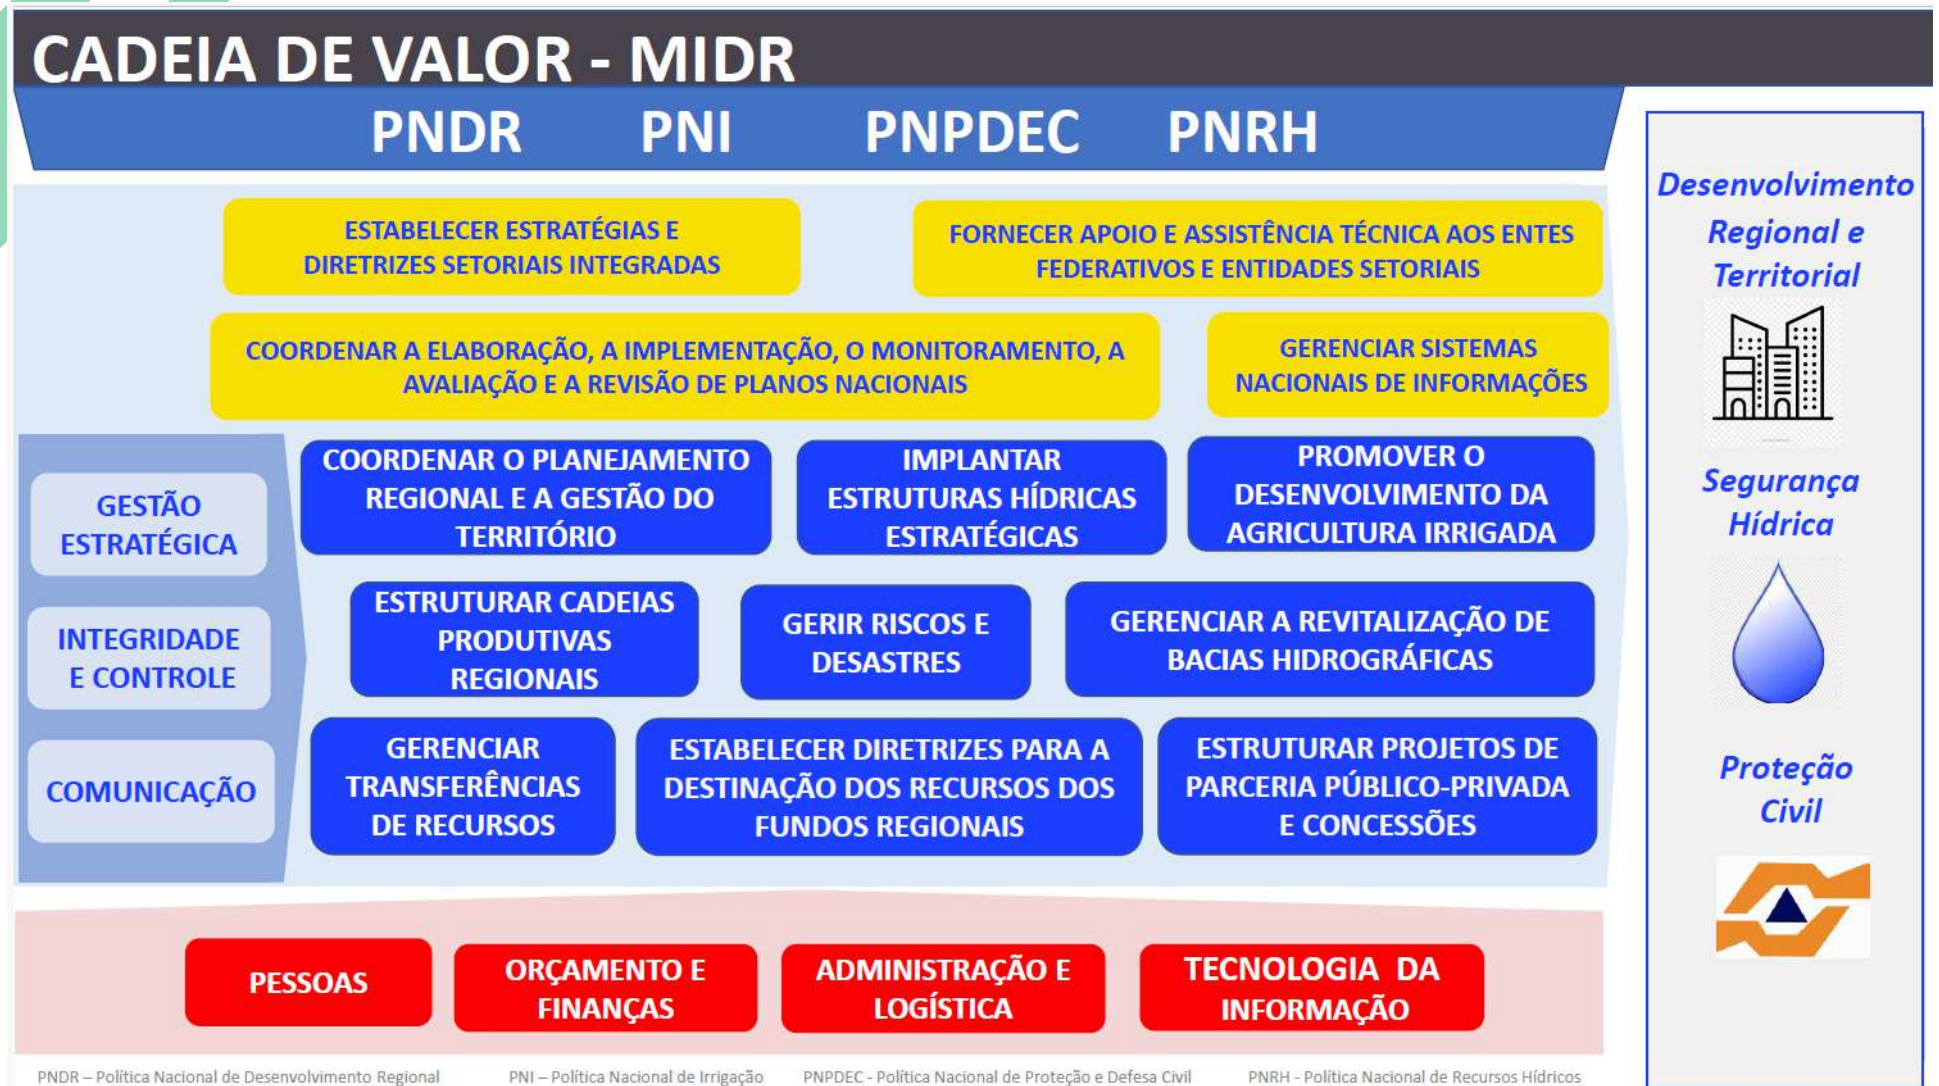 CADEIA DE VALOR - MIDR
PNDR PNI PNPDEC PNRH
ESTABELECER ESTRATÉGIAS E
DIRETRIZES SETORIAIS INTEGRADAS
FORNECER APOIO E ASSISTÊNCIA TÉCNICA AOS ENTES
FEDERATIVOS E ENTIDADES SETORIAIS
COORDENAR A ELABORAÇÃO, A IMPLEMENTAÇÃO, O MONITORAMENTO, A
AVALIAÇÃO E A REVISÃO DE PLANOS NACIONAIS
GERENCIAR SISTEMAS
NACIONAIS DE INFORMAÇÕES
GESTÃO
ESTRATÉGICA
INTEGRIDADE
E CONTROLE
COMUNICAÇÃO
COORDENAR O PLANEJAMENTO
REGIONAL E A GESTÃO DO
TERRITÓRIO
IMPLANTAR
ESTRUTURAS HÍDRICAS
ESTRATÉGICAS
PROMOVER O
DESENVOLVIMENTO DA
AGRICULTURA IRRIGADA
ESTRUTURAR CADEIAS
PRODUTIVAS
REGIONAIS
GERIR RISCOS E
DESASTRES
GERENCIAR A REVITALIZAÇÃO DE
BACIAS HIDROGRÁFICAS
GERENCIAR
TRANSFERÊNCIAS
DE RECURSOS
ESTABELECER DIRETRIZES PARA A
DESTINAÇÃO DOS RECURSOS DOS
FUNDOS REGIONAIS
ESTRUTURAR PROJETOS DE
PARCERIA PÚBLICO-PRIVADA
E CONCESSÕES
PESSOAS
ORÇAMENTO E
FINANÇAS
ADMINISTRAÇÃO E
LOGÍSTICA
TECNOLOGIA DA
INFORMAÇÃO
Desenvolvimento
Regional e
Territorial
Segurança
Hídrica
Proteção
Civil
PNDR – Política Nacional de Desenvolvimento Regional
PNI – Política Nacional de Irrigação
PNPDEC - Política Nacional de Proteção e Defesa Civil
PNRH - Política Nacional de Recursos Hídricos